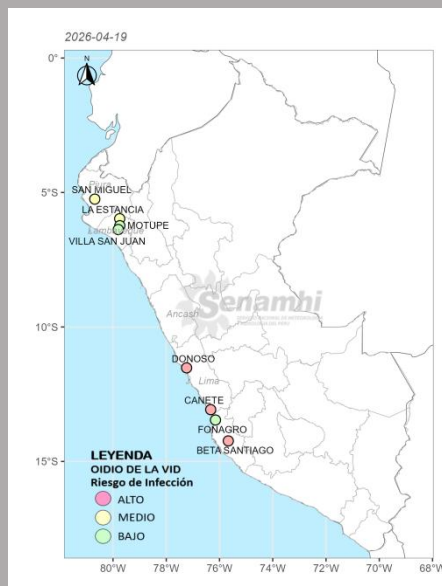 2026-04-19
N
0°
5°S
10°S
15°S
Piura
SAN MIGUEL
LA ESTANCIA
MOTUPE
VILLA SAN JUAN
Senamhi
Ancash
DONOSO
Lima
CANETE
FONAGRO
BETA SANTIAGO
LEYENDA
OIDIO DE LA VID
Riesgo de Infección
ALTO
MEDIO
BAJO
80°W 78°W 76°W 74°W 72°W 70°W 68°W